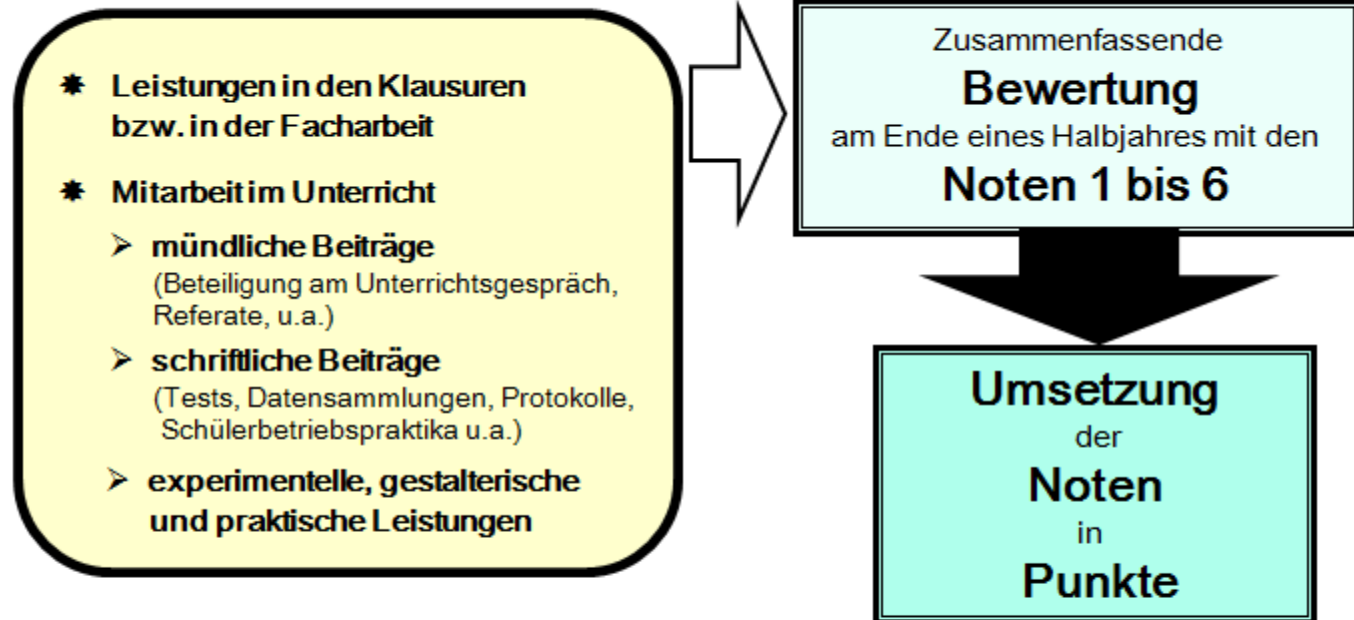 ✸ Leistungen in den Klausuren
bzw. in der Facharbeit
✸ Mitarbeit im Unterricht
➢ mündliche Beiträge
(Beteiligung am Unterrichtsgespräch,
Referate, u.a.)
➢ schriftliche Beiträge
(Tests, Datensammlungen, Protokolle,
Schülerbetriebspraktika u.a.)
➢ experimentelle, gestalterische
und praktische Leistungen
Zusammenfassende
Bewertung
am Ende eines Halbjahres mit den
Noten 1 bis 6
Umsetzung
der
Noten
in
Punkte